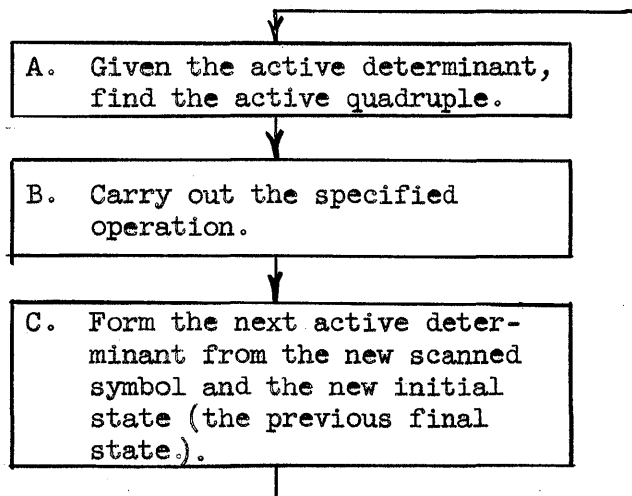 A. Given the active determinant,
find the active quadruple.
B. Carry out the specified
operation.
C. Form the next active deter-
minant from the new scanned
symbol and the new initial
state (the previous final
state.).